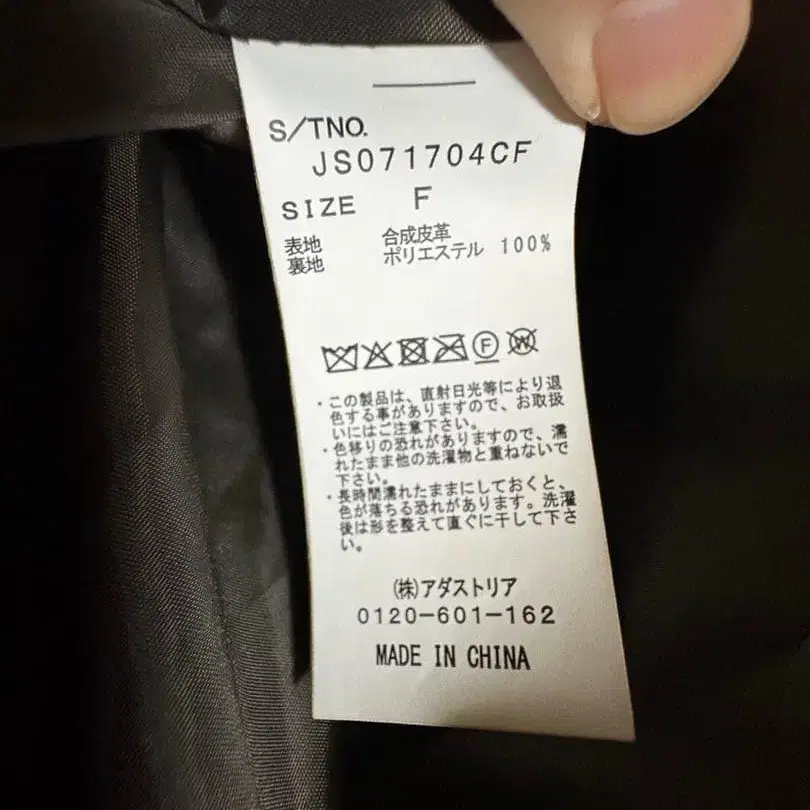 S/TNO.
JS071704CF
SIZE F
表地 合成皮革
裏地 ポリエステル 100%
F W
・この製品は、直射日光等により退
色する事がありますので、お取扱
いにはご注意下さい。
・色移りの恐れがありますので、濡
れたまま他の洗濯物と重ねないで
下さい。
・長時間濡れたままにしておくと、
色が落ちる恐れがあります。洗濯
後は形を整えて直ぐに干して下さ
い。
(株)アダストリア
0120-601-162
MADE IN CHINA